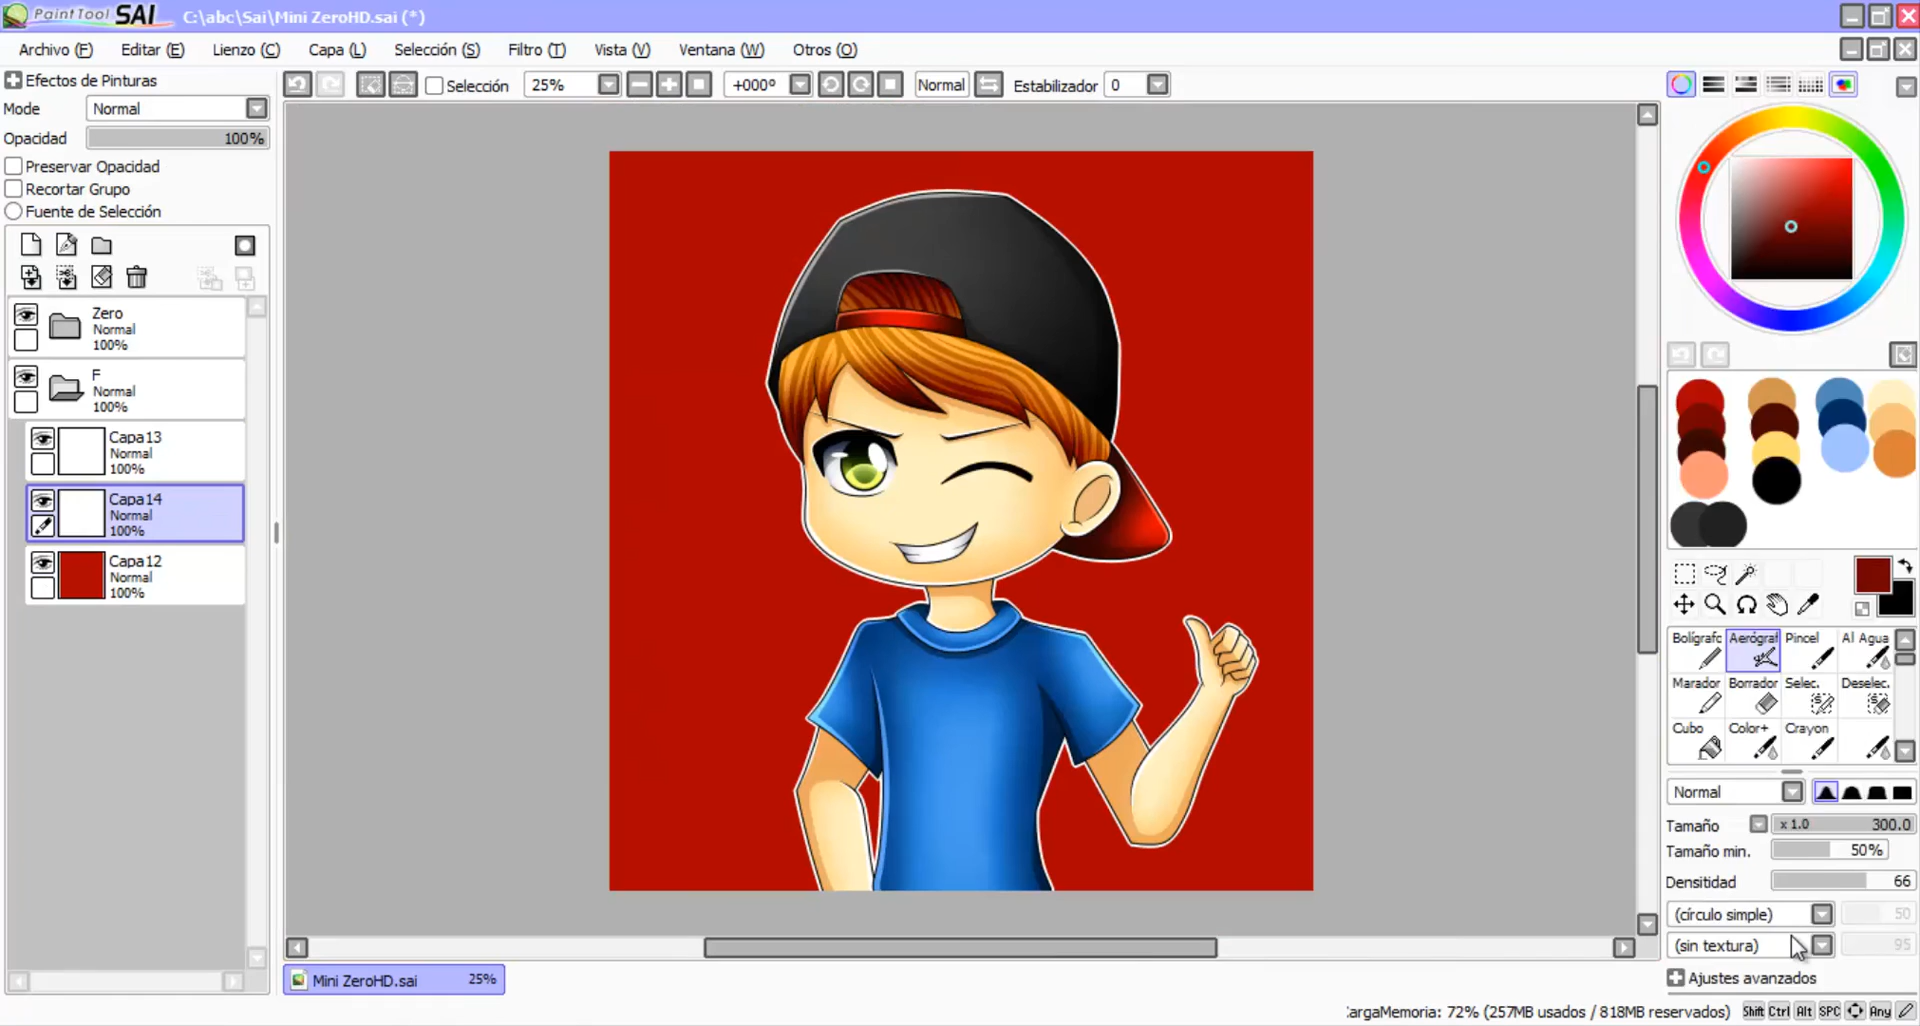 PaintTool SAI C:\abc\Sai\Mini ZeroHD.sai (*)
Archivo (F) Editar (E) Lienzo (C) Capa (L) Selección (S) Filtro (T) Vista (V) Ventana (W) Otros (O)
Selección 25% +000º Normal Estabilizador 0
Efectos de Pinturas
Mode Normal
Opacidad 100%
Preservar Opacidad
Recortar Grupo
Fuente de Selección
Zero
Normal
100%
F
Normal
100%
Capa13
Normal
100%
Capa14
Normal
100%
Capa12
Normal
100%
Bolígrafc Aerógraf Pincel Al Agua
Marador Borrador Selec. Deselec.
Cubo Color+ Crayon
Normal
Tamaño x 1.0 300.0
Tamaño min. 50%
Densitidad 66
(círculo simple) 50
(sin textura) 95
Ajustes avanzados
Mini ZeroHD.sai 25%
CargaMemoria: 72% (257MB usados / 818MB reservados) Shift Ctrl Alt SPC Any